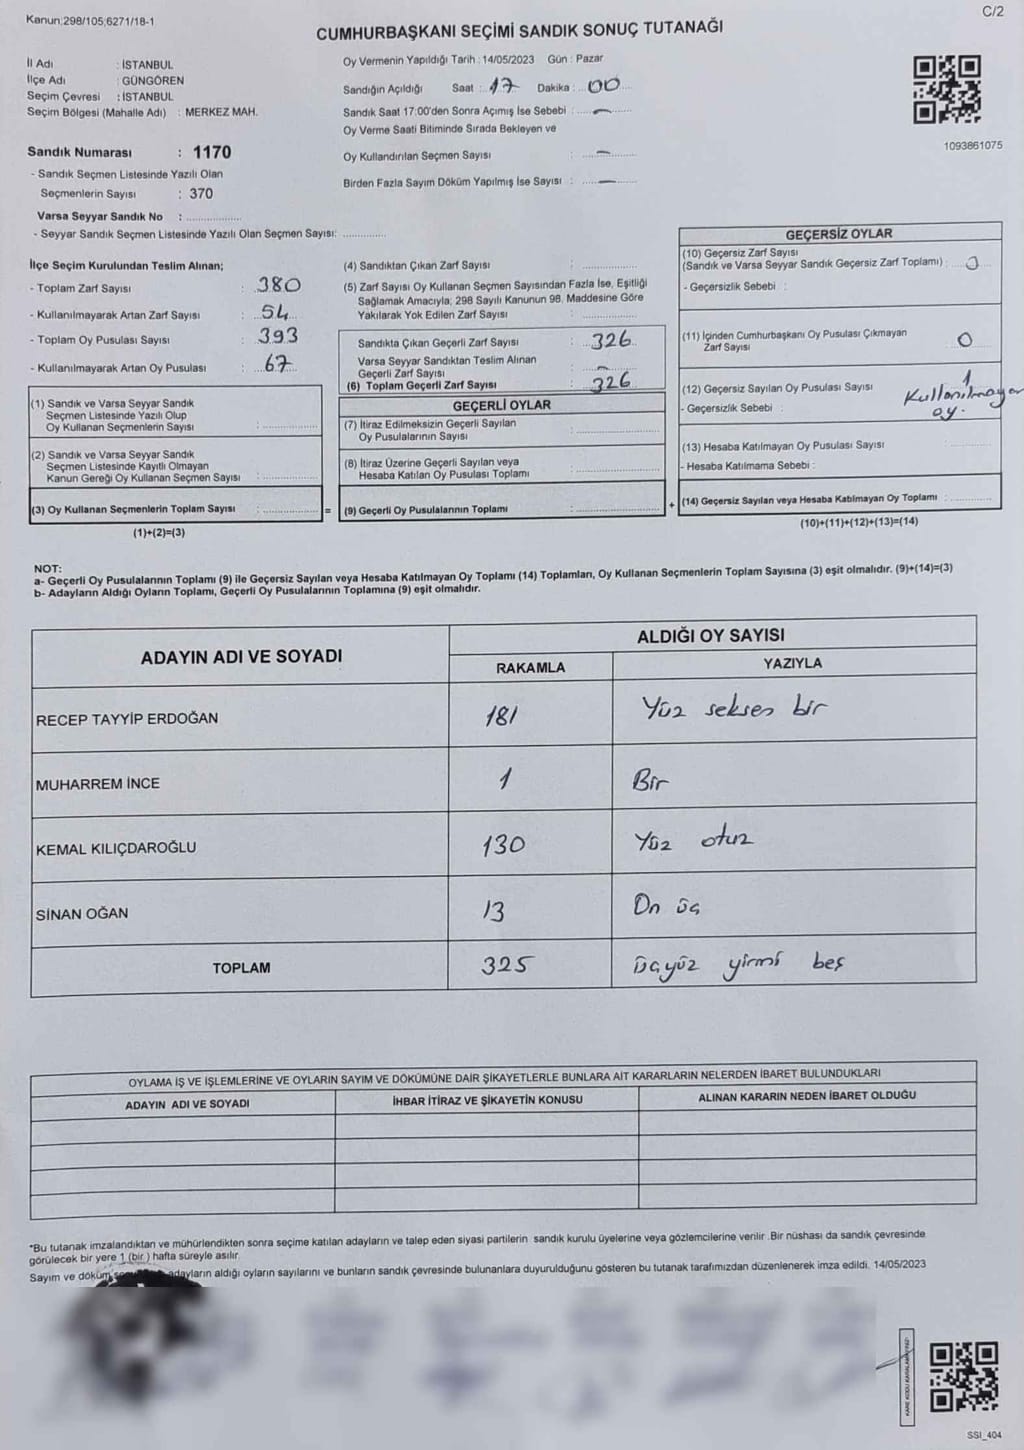 Kanun;298/105;6271/18-1
C/2
CUMHURBAŞKANI SEÇİMİ SANDIK SONUÇ TUTANAĞI
İl Adı : İSTANBUL
İlçe Adı : GÜNGÖREN
Seçim Çevresi : İSTANBUL
Seçim Bölgesi (Mahalle Adı) : MERKEZ MAH.
Sandık Numarası : 1170
- Sandık Seçmen Listesinde Yazılı Olan
Seçmenlerin Sayısı : 370
Varsa Seyyar Sandık No : ..................
- Seyyar Sandık Seçmen Listesinde Yazılı Olan Seçmen Sayısı: ..............
Oy Vermenin Yapıldığı Tarih : 14/05/2023 Gün : Pazar
Sandığın Açıldığı Saat : 17 Dakika : 00
Sandık Saat 17:00'den Sonra Açımış İse Sebebi : —
Oy Verme Saati Bitiminde Sırada Bekleyen ve
Oy Kullandırılan Seçmen Sayısı : —
Birden Fazla Sayım Döküm Yapılmış İse Sayısı : —
1093861075
İlçe Seçim Kurulundan Teslim Alınan;
- Toplam Zarf Sayısı : 380
- Kullanılmayarak Artan Zarf Sayısı : 54
- Toplam Oy Pusulası Sayısı : 393
- Kullanılmayarak Artan Oy Pusulası : 67
(1) Sandık ve Varsa Seyyar Sandık
Seçmen Listesinde Yazılı Olup
Oy Kullanan Seçmenlerin Sayısı : ..................
(2) Sandık ve Varsa Seyyar Sandık
Seçmen Listesinde Kayıtlı Olmayan
Kanun Gereği Oy Kullanan Seçmen Sayısı : ..................
(3) Oy Kullanan Seçmenlerin Toplam Sayısı : .................. =
(1)+(2)=(3)
(4) Sandıktan Çıkan Zarf Sayısı : ..................
(5) Zarf Sayısı Oy Kullanan Seçmen Sayısından Fazla İse, Eşitliği
Sağlamak Amacıyla; 298 Sayılı Kanunun 98. Maddesine Göre
Yakılarak Yok Edilen Zarf Sayısı : ..................
Sandıkta Çıkan Geçerli Zarf Sayısı : 326
Varsa Seyyar Sandıktan Teslim Alınan
Geçerli Zarf Sayısı : —
(6) Toplam Geçerli Zarf Sayısı : 326
GEÇERLİ OYLAR
(7) İtiraz Edilmeksizin Geçerli Sayılan
Oy Pusulalarının Sayısı : ..................
(8) İtiraz Üzerine Geçerli Sayılan veya
Hesaba Katılan Oy Pusulası Toplamı : ..................
(9) Geçerli Oy Pusulalarının Toplamı : .................. +
GEÇERSİZ OYLAR
(10) Geçersiz Zarf Sayısı
(Sandık ve Varsa Seyyar Sandık Geçersiz Zarf Toplamı) : 0
- Geçersizlik Sebebi :
(11) İçinden Cumhurbaşkanı Oy Pusulası Çıkmayan
Zarf Sayısı 0
(12) Geçersiz Sayılan Oy Pusulası Sayısı : 1
- Geçersizlik Sebebi : Kullanılmayan
oy.
(13) Hesaba Katılmayan Oy Pusulası Sayısı : ..............
- Hesaba Katılmama Sebebi :
(14) Geçersiz Sayılan veya Hesaba Katılmayan Oy Toplamı : ..............
(10)+(11)+(12)+(13)=(14)
NOT:
a- Geçerli Oy Pusulalarının Toplamı (9) ile Geçersiz Sayılan veya Hesaba Katılmayan Oy Toplamı (14) Toplamları, Oy Kullanan Seçmenlerin Toplam Sayısına (3) eşit olmalıdır. (9)+(14)=(3)
b- Adayların Aldığı Oyların Toplamı, Geçerli Oy Pusulalarının Toplamına (9) eşit olmalıdır.
ADAYIN ADI VE SOYADI
ALDIĞI OY SAYISI
RAKAMLA YAZIYLA
RECEP TAYYİP ERDOĞAN 181 Yüz seksen bir
MUHARREM İNCE 1 Bir
KEMAL KILIÇDAROĞLU 130 Yüz otuz
SİNAN OĞAN 13 On üç
TOPLAM 325 üçyüz yirmi beş
OYLAMA İŞ VE İŞLEMLERİNE VE OYLARIN SAYIM VE DÖKÜMÜNE DAİR ŞİKAYETLERLE BUNLARA AİT KARARLARIN NELERDEN İBARET BULUNDUKLARI
ADAYIN ADI VE SOYADI İHBAR İTİRAZ VE ŞİKAYETİN KONUSU ALINAN KARARIN NEDEN İBARET OLDUĞU
*Bu tutanak imzalandıktan ve mühürlendikten sonra seçime katılan adayların ve talep eden siyasi partilerin sandık kurulu üyelerine veya gözlemcilerine verilir .Bir nüshası da sandık çevresinde
görülecek bir yere 1 (bir ) hafta süreyle asılır.
Sayım ve döküm adayların aldığı oyların sayılarını ve bunların sandık çevresinde bulunanlara duyurulduğunu gösteren bu tutanak tarafımızdan düzenlenerek imza edildi. 14/05/2023
SSI_404